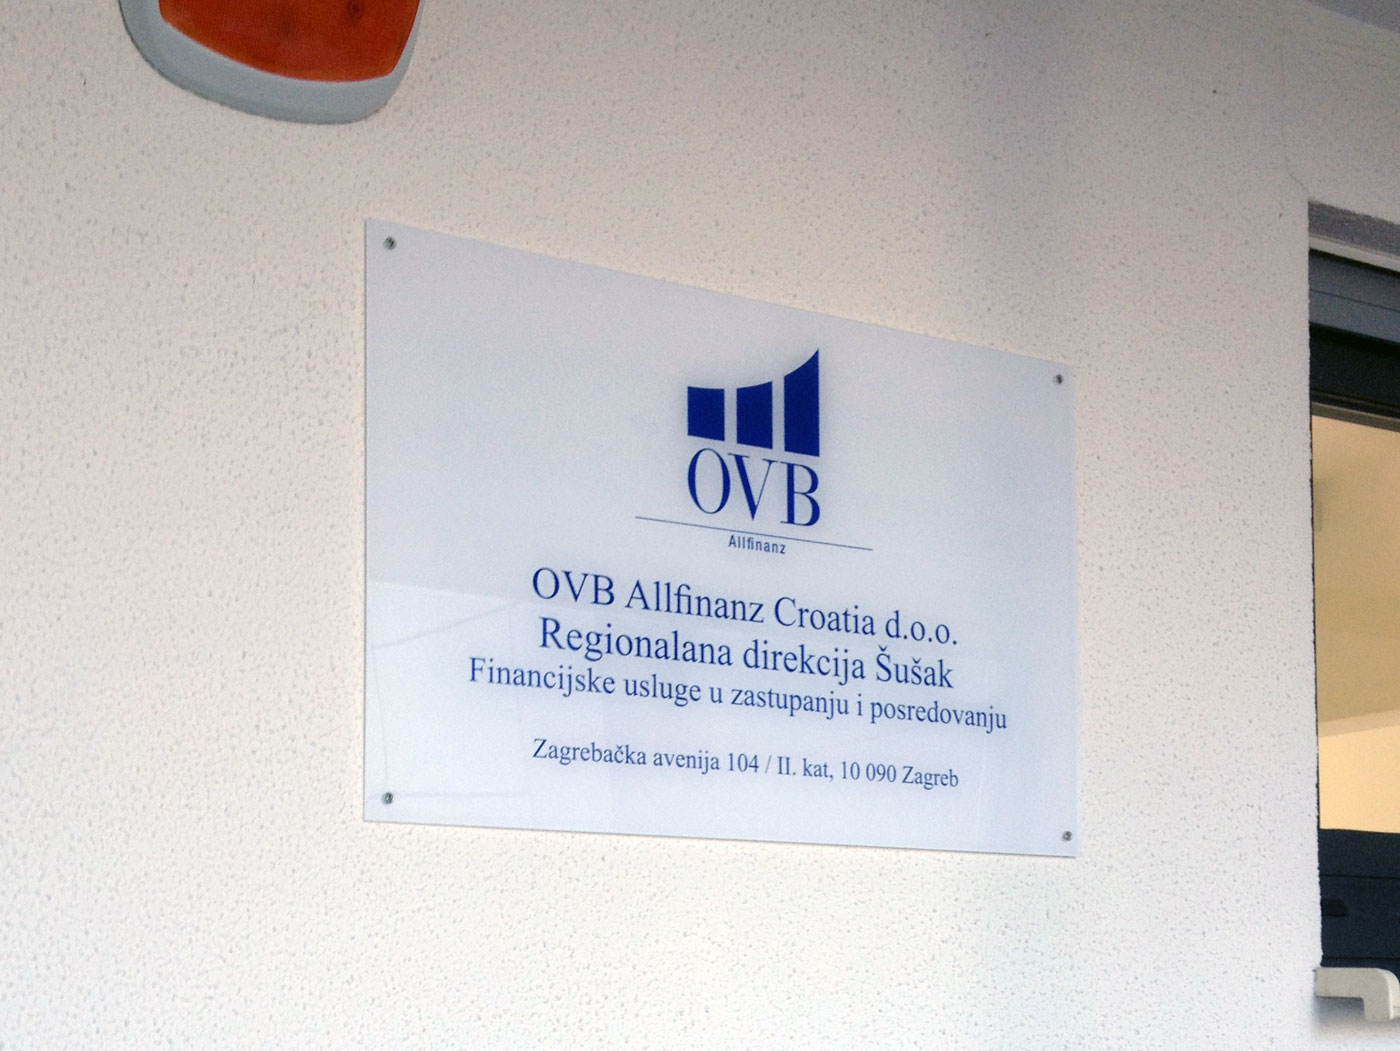 OVB
Allfinanz
OVB Allfinanz Croatia d.o.o.
Regionalana direkcija Šušak
Financijske usluge u zastupanju i posredovanju
Zagrebačka avenija 104 / II. kat, 10 090 Zagreb